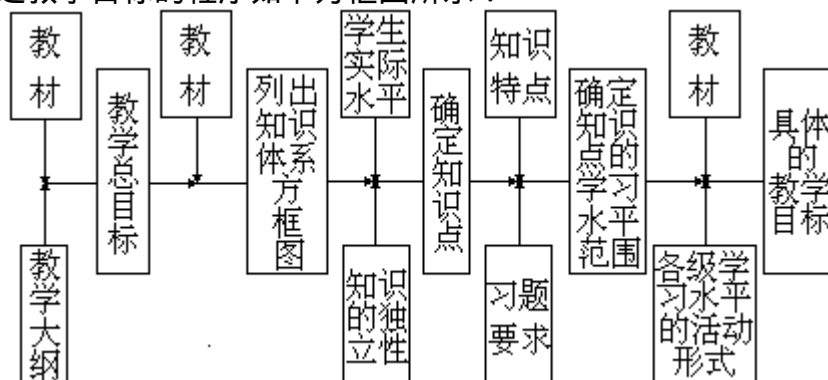 教学目标的程序如下方框图所示
教材
教材
学生
实际
水平
知识
特点
教材
教学总目标
列出
知识
体系
方
框
图
确定知识点
确定
知识
点的
学习
水平
范围
具体
的
教学
目标
教学大纲
知识
的独
立性
习题
要求
各级学
习水平
的活动
形式